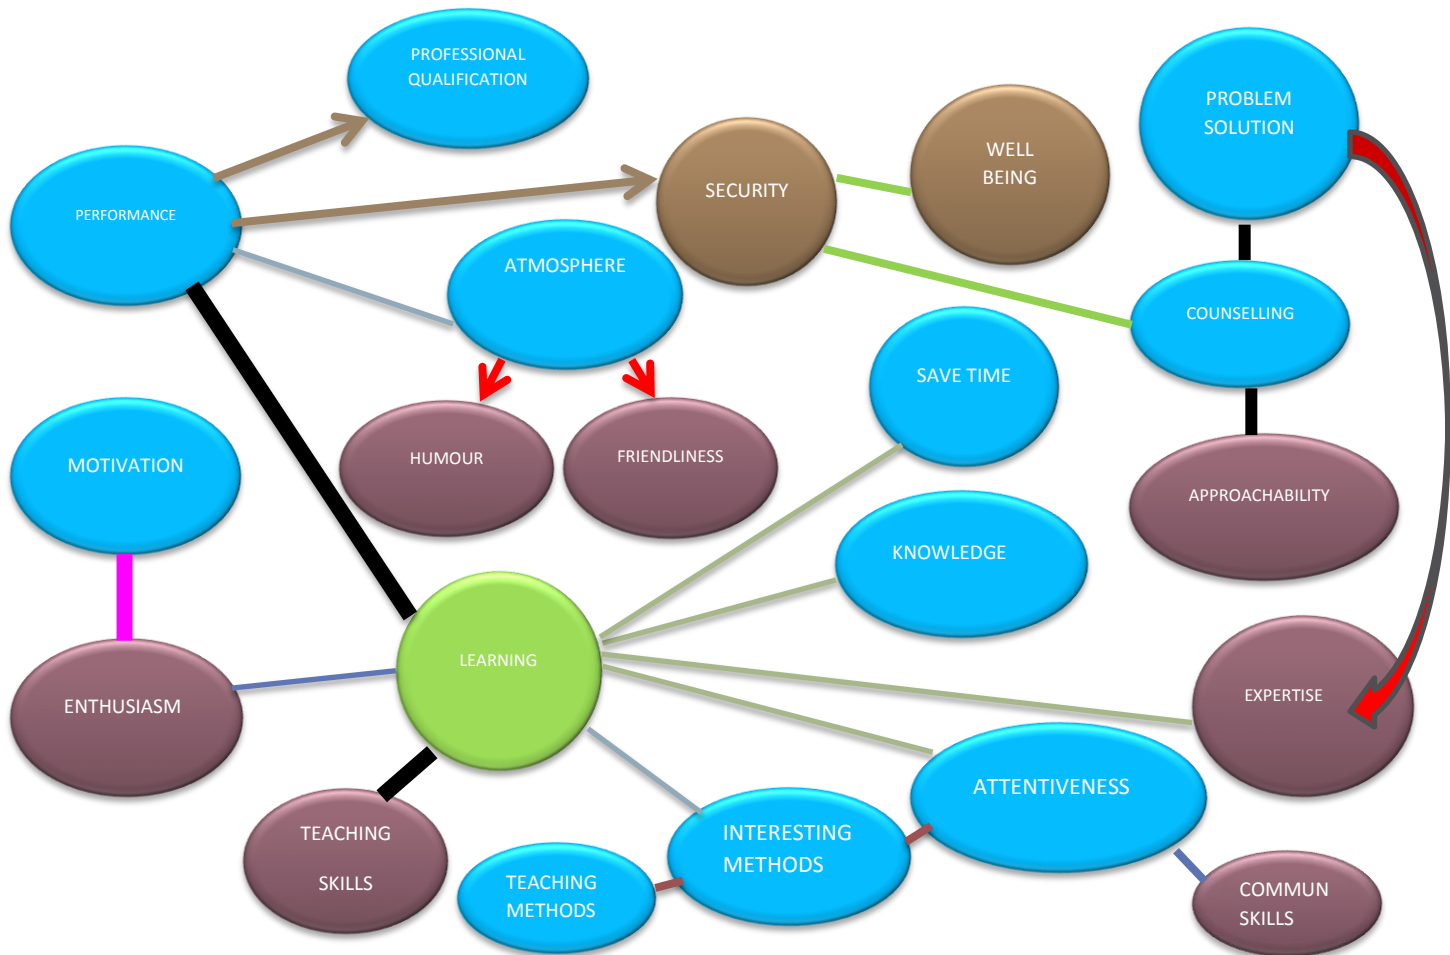 PROFESSIONAL
QUALIFICATION
PROBLEM
SOLUTION
WELL
BEING
SECURITY
PERFORMANCE
ATMOSPHERE
COUNSELLING
SAVE TIME
HUMOUR
FRIENDLINESS
MOTIVATION
APPROACHABILITY
KNOWLEDGE
LEARNING
EXPERTISE
ENTHUSIASM
ATTENTIVENESS
TEACHING
SKILLS
INTERESTING
METHODS
TEACHING
METHODS
COMMUN
SKILLS